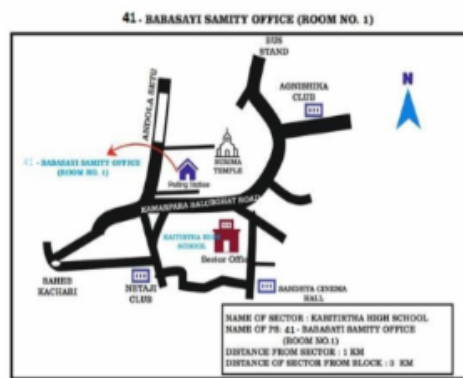 41 - BABASAYI SAMITY OFFICE (ROOM NO. 1)
BUS
STAND
AGNISHIKA
CLUB
N
ANDOLA SETU
41 - BABASAYI SAMITY OFFICE
(ROOM NO. 1)
BURIMA
TEMPLE
Polling Station
KAMARPARA BALURGHAT ROAD
HIGH
SCHOOL
Sector Office
SAHEB
KACHARI
NETAJI
CLUB
SANDHYA CINEMA
HALL
NAME OF SECTOR : KABITIRTHA HIGH SCHOOL
NAME OF PS: 41 - BABASAYI SAMITY OFFICE
(ROOM NO.1)
DISTANCE FROM SECTOR : 1 KM
DISTANCE OF SECTOR FROM BLOCK : 3 KM